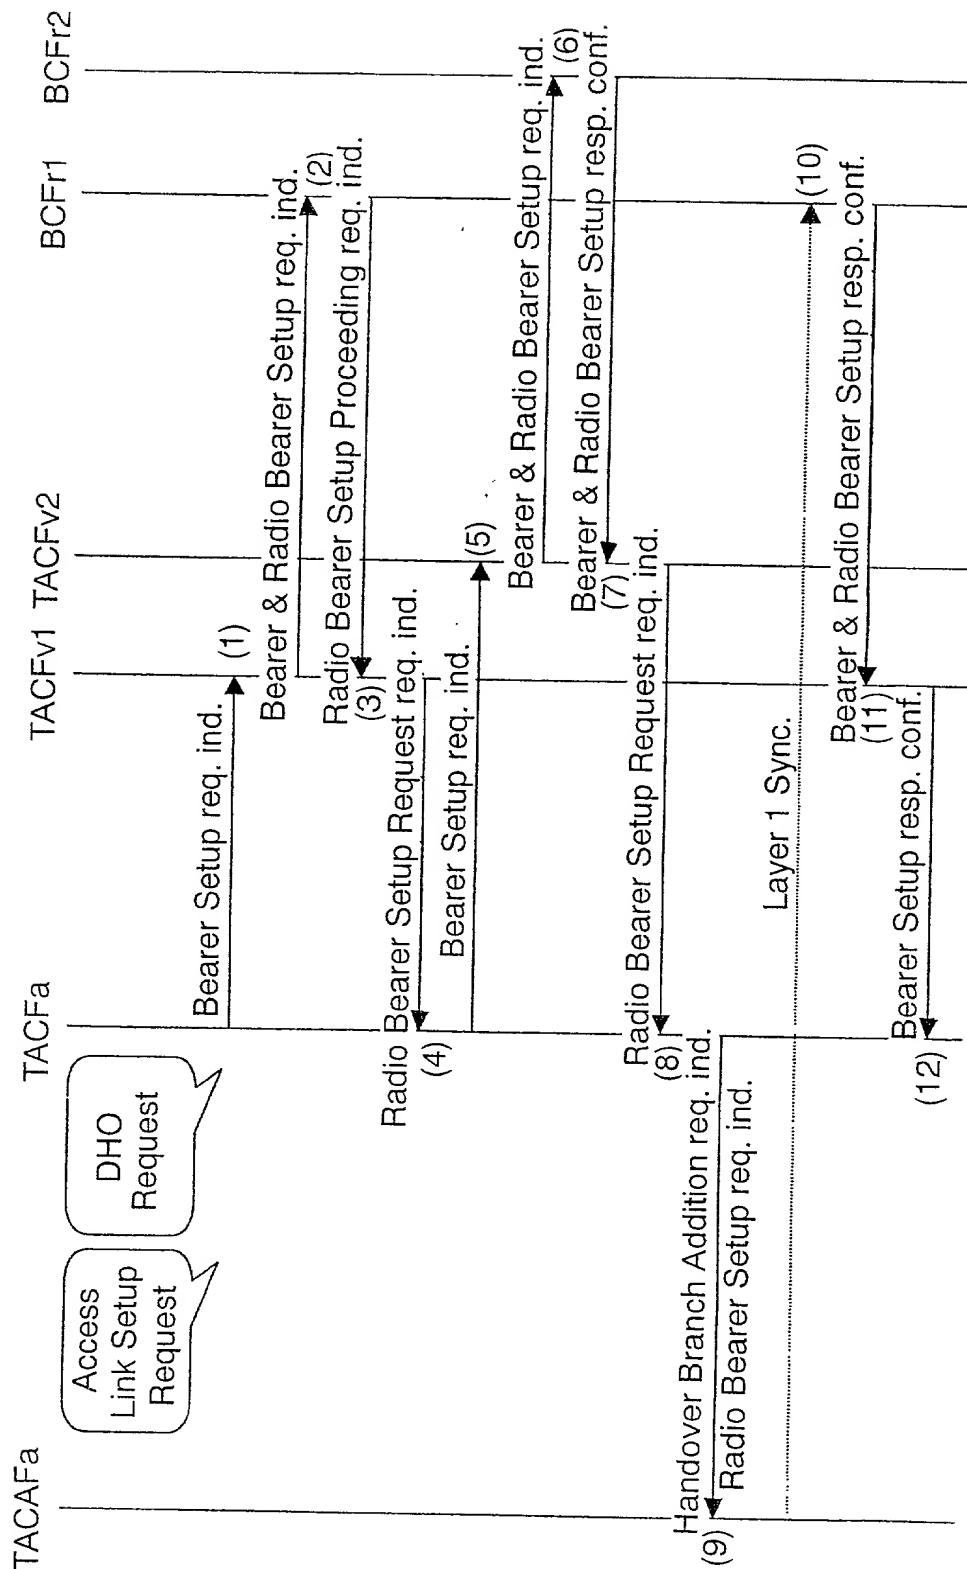 TACAFa
TACFa
TACFv1
TACFv2
BCFr1
BCFr2
Access
Link Setup
Request
DHO
Request
Bearer Setup req. ind.
(1)
Bearer & Radio Bearer Setup req. ind.
(2)
Radio Bearer Setup Proceeding req. ind.
(3)
Radio Bearer Setup Request req. ind.
(4)
Bearer Setup req. ind.
(5)
Bearer & Radio Bearer Setup req. ind.
(6)
Bearer & Radio Bearer Setup resp. conf.
(7)
Radio Bearer Setup Request req. ind.
(8)
Handover Branch Addition req. ind.
(9)
Radio Bearer Setup req. ind.
Layer 1 Sync.
(10)
Bearer & Radio Bearer Setup resp. conf.
(11)
Bearer Setup resp. conf.
(12)